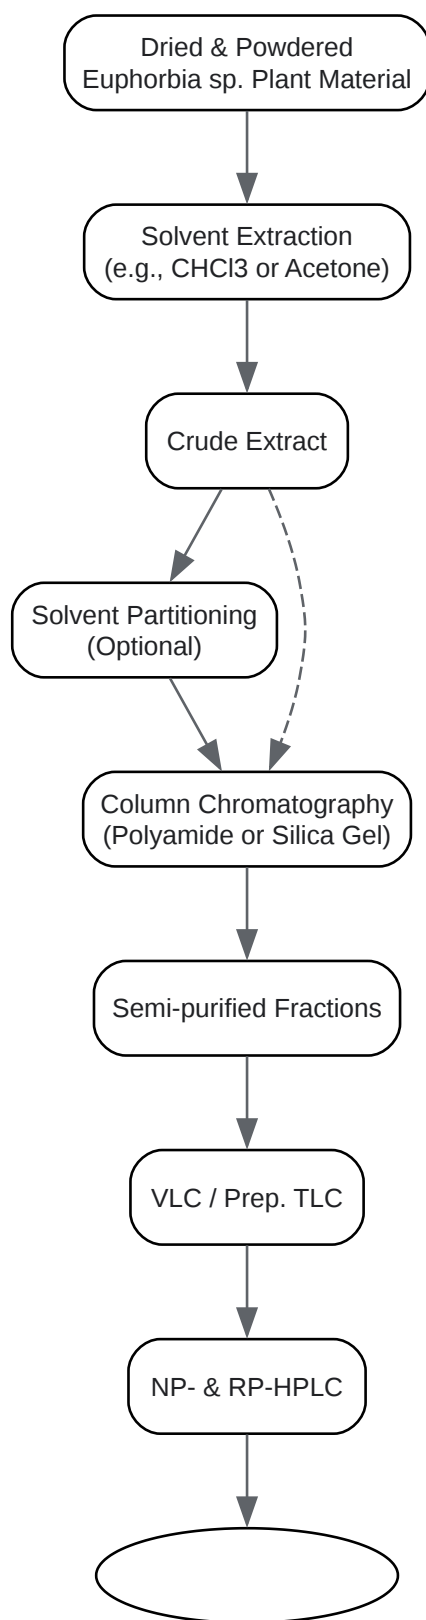 Dried & Powdered
Euphorbia sp. Plant Material
Solvent Extraction
(e.g., CHCl3 or Acetone)
Crude Extract
Solvent Partitioning
(Optional)
Column Chromatography
(Polyamide or Silica Gel)
Semi-purified Fractions
VLC / Prep. TLC
NP- & RP-HPLC